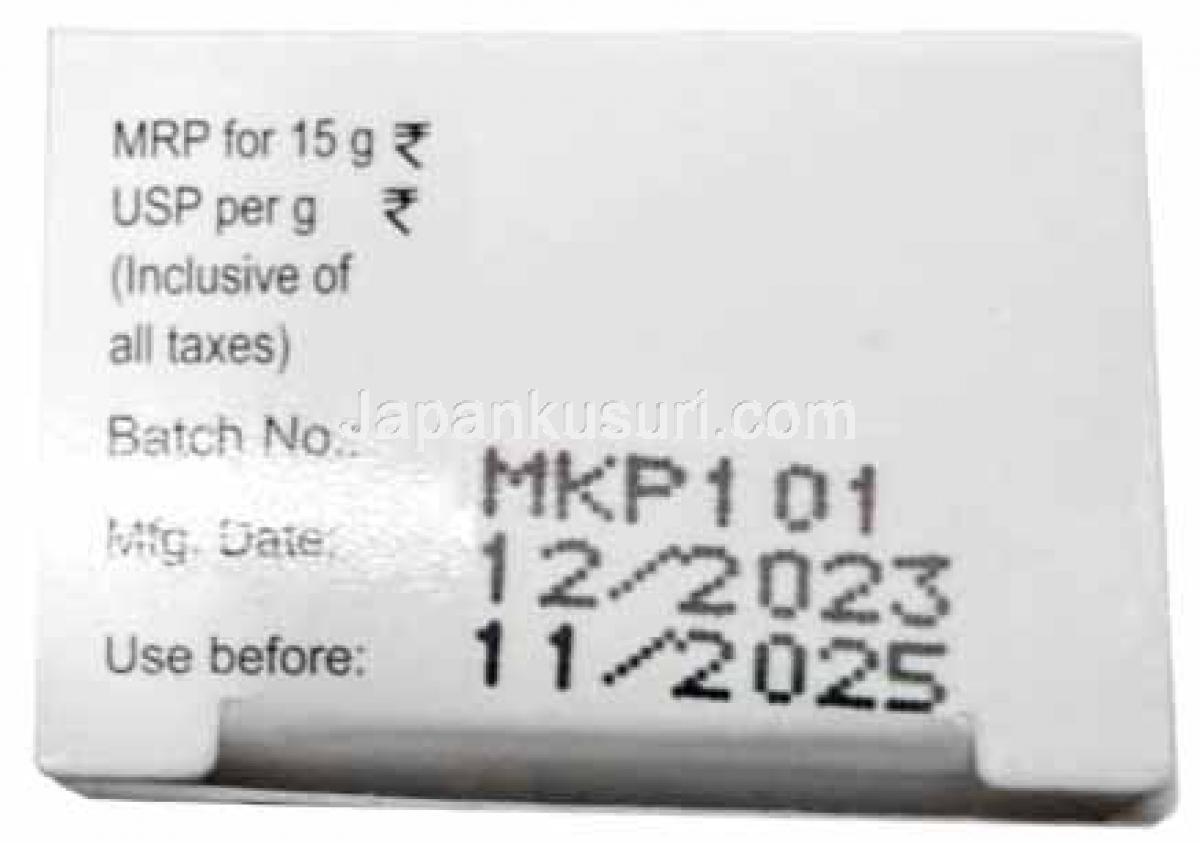 MRP for 15 g ₹
USP per g ₹
(Inclusive of
all taxes)
Japankusuri.com
Batch No.: MKP101
Mfg. Date: 12/2023
Use before: 11/2025